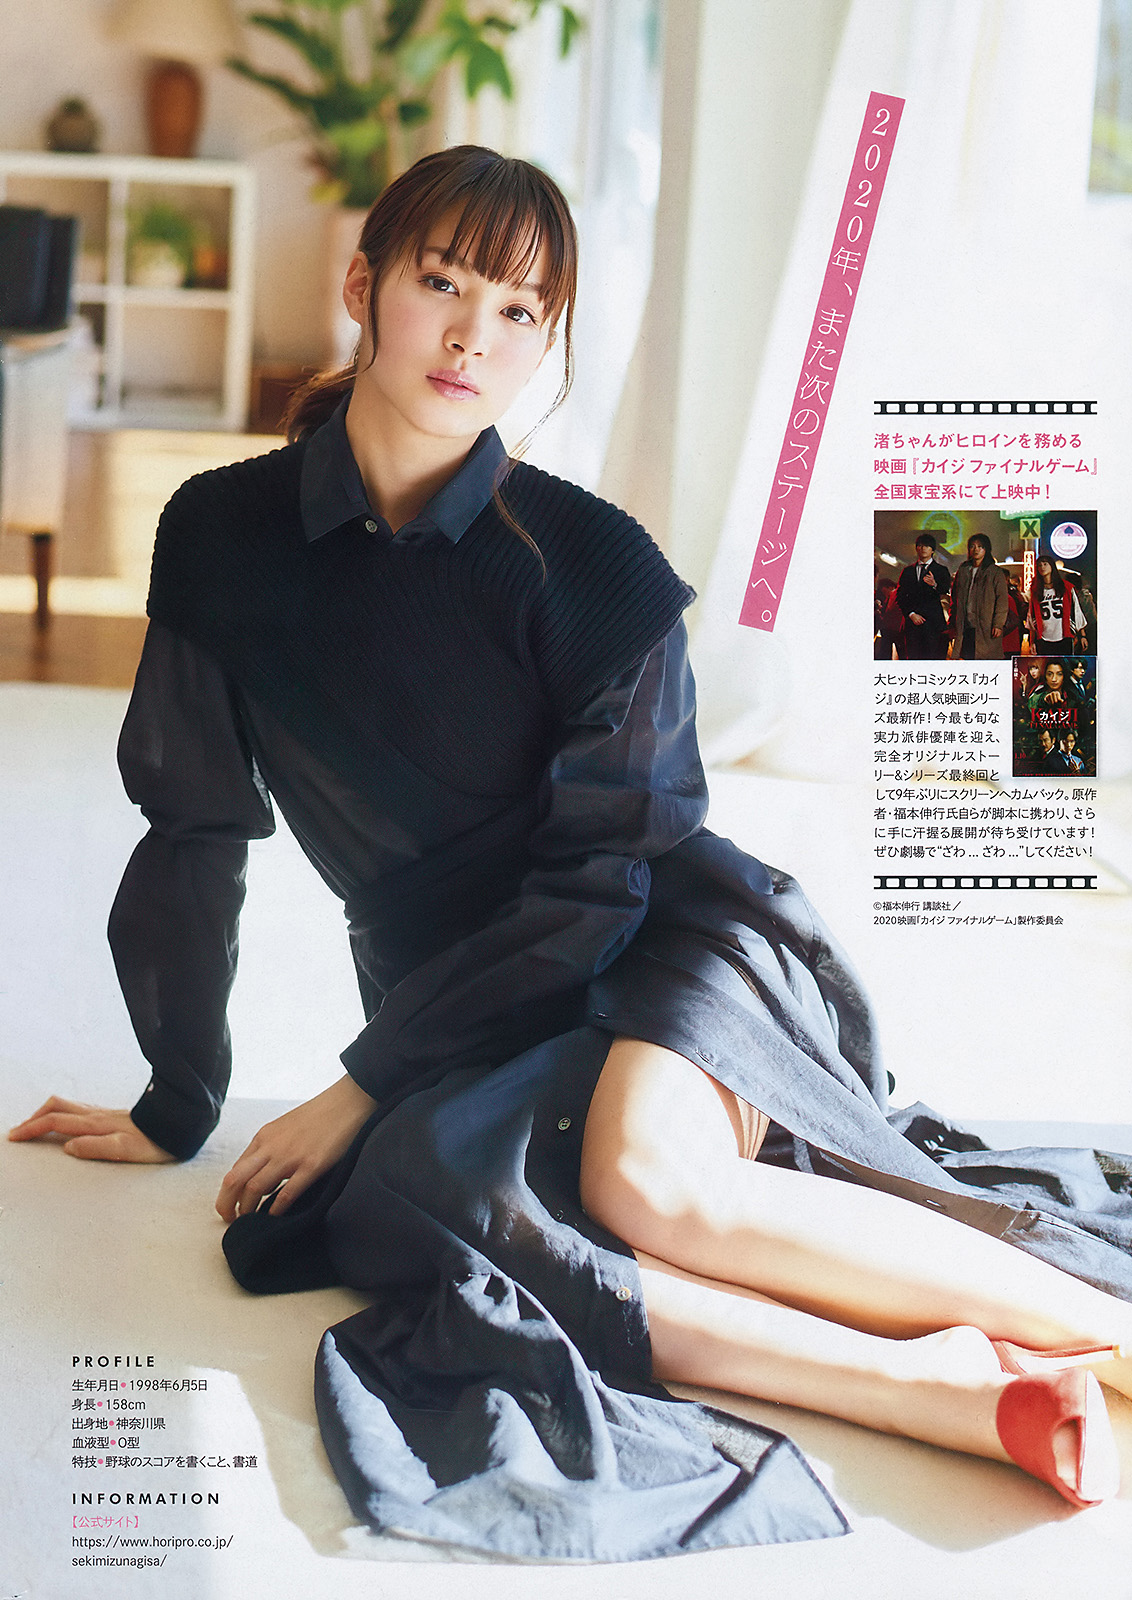 2020年、また次のステージへ。
渚ちゃんがヒロインを務める
映画『カイジ ファイナルゲーム』
全国東宝系にて上映中！
X
55
カイジ
大ヒットコミックス『カイ
ジ』の超人気映画シリー
ズ最新作！今最も旬な
実力派俳優陣を迎え、
完全オリジナルストー
リー&シリーズ最終回と
して9年ぶりにスクリーンへカムバック。原作
者・福本伸行氏自らが脚本に携わり、さら
に手に汗握る展開が待ち受けています！
ぜひ劇場で“ざわ ... ざわ ...”してください！
©福本伸行 講談社／
2020映画「カイジ ファイナルゲーム」製作委員会
PROFILE
生年月日●1998年6月5日
身長●158cm
出身地●神奈川県
血液型●O型
特技●野球のスコアを書くこと、書道
INFORMATION
【公式サイト】
https://www.horipro.co.jp/
sekimizunagisa/